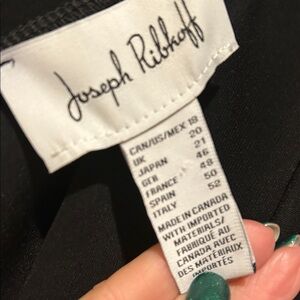 Joseph Ribkoff
CAN/US/MEX 18
UK 20
JAPAN 21
GER 46
FRANCE 48
SPAIN 50
ITALY 52
MADE IN CANADA
WITH IMPORTED
MATERIALS/
FABRIQUÉ AU
CANADA AVEC
DES MATÉRIAUX
IMPORTÉS